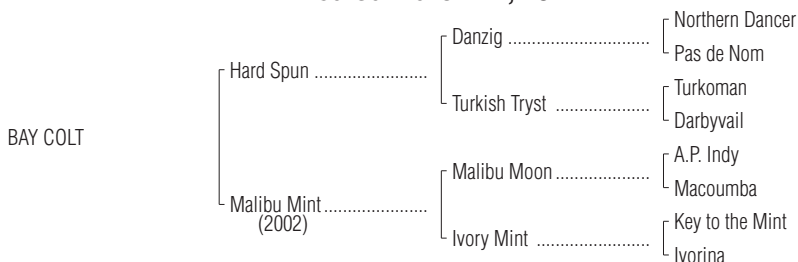 Northern Dancer
Danzig ..............................
Pas de Nom
Hard Spun ........................
Turkoman
Turkish Tryst ....................
Darbyvail
BAY COLT
A.P. Indy
Malibu Moon ....................
Macoumba
Malibu Mint ......................
(2002)
Key to the Mint
Ivory Mint ........................
Ivorina